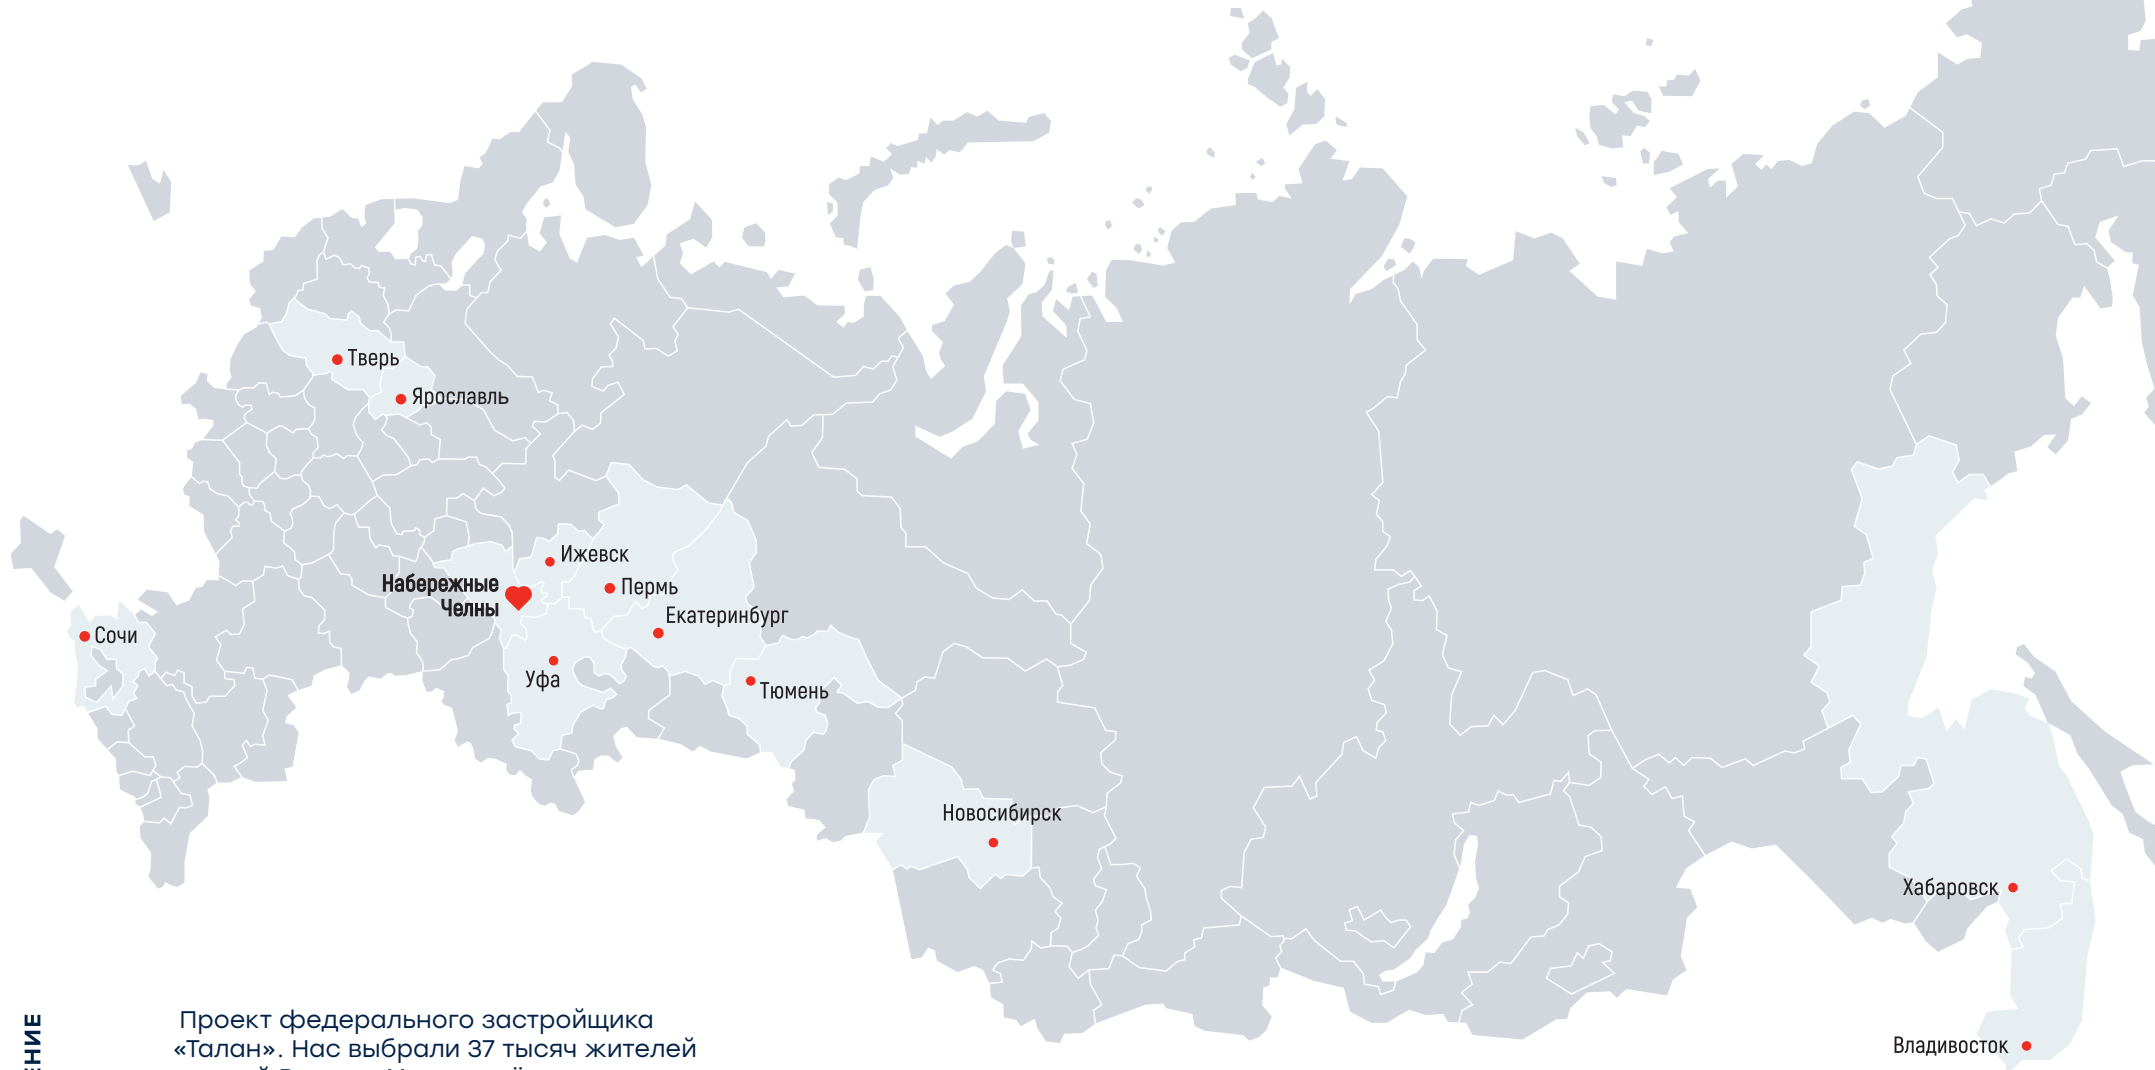 Тверь
Ярославль
Ижевск
Набережные
Челны
Пермь
Екатеринбург
Сочи
Уфа
Тюмень
Новосибирск
Хабаровск
Владивосток
Проект федерального застройщика
«Талан». Нас выбрали 37 тысяч жителей